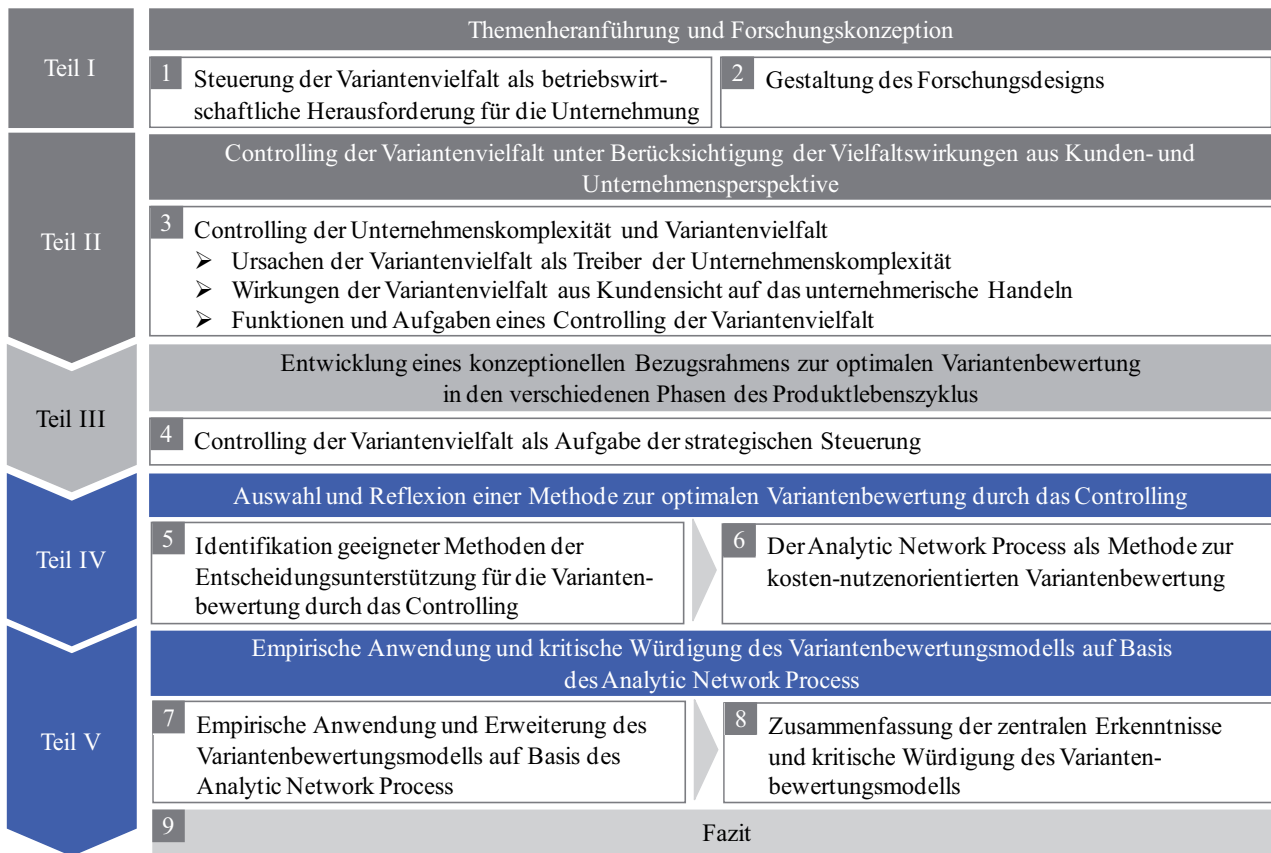 Teil I
Themenheranführung und Forschungskonzeption
1
Steuerung der Variantenvielfalt als betriebswirt-
schaftliche Herausforderung für die Unternehmung
2
Gestaltung des Forschungsdesigns
Teil II
Controlling der Variantenvielfalt unter Berücksichtigung der Vielfaltswirkungen aus Kunden- und
Unternehmensperspektive
3
Controlling der Unternehmenskomplexität und Variantenvielfalt
➢ Ursachen der Variantenvielfalt als Treiber der Unternehmenskomplexität
➢ Wirkungen der Variantenvielfalt aus Kundensicht auf das unternehmerische Handeln
➢ Funktionen und Aufgaben eines Controlling der Variantenvielfalt
Teil III
Entwicklung eines konzeptionellen Bezugsrahmens zur optimalen Variantenbewertung
in den verschiedenen Phasen des Produktlebenszyklus
4
Controlling der Variantenvielfalt als Aufgabe der strategischen Steuerung
Teil IV
Auswahl und Reflexion einer Methode zur optimalen Variantenbewertung durch das Controlling
5
Identifikation geeigneter Methoden der
Entscheidungsunterstützung für die Varianten-
bewertung durch das Controlling
6
Der Analytic Network Process als Methode zur
kosten-nutzenorientierten Variantenbewertung
Teil V
Empirische Anwendung und kritische Würdigung des Variantenbewertungsmodells auf Basis
des Analytic Network Process
7
Empirische Anwendung und Erweiterung des
Variantenbewertungsmodells auf Basis des
Analytic Network Process
8
Zusammenfassung der zentralen Erkenntnisse
und kritische Würdigung des Varianten-
bewertungsmodells
9
Fazit